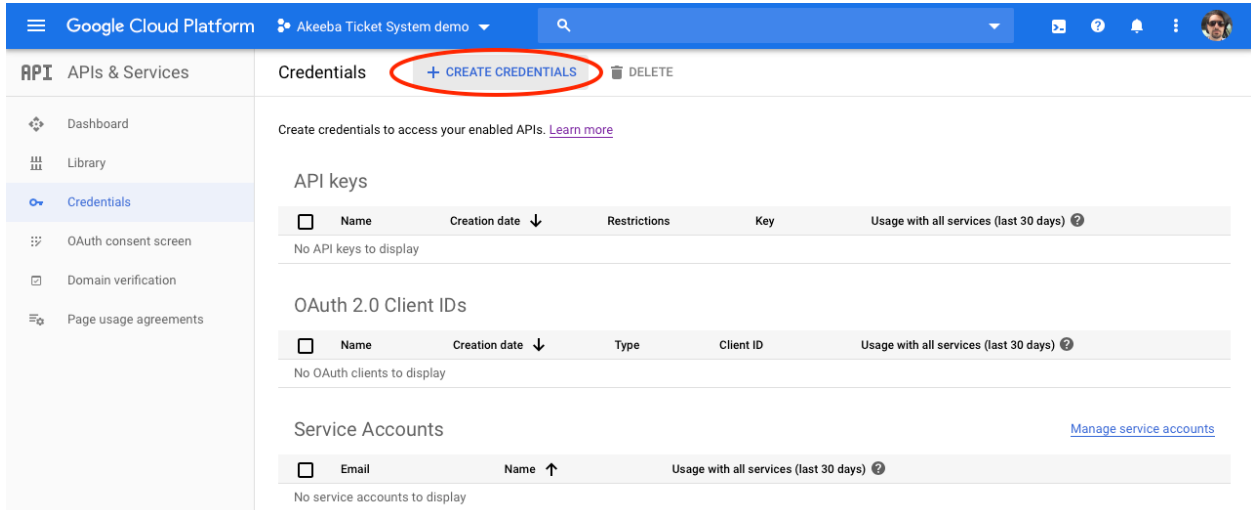 Google Cloud Platform Akeeba Ticket System demo
API APIs & Services Credentials + CREATE CREDENTIALS DELETE
Dashboard
Library
Credentials
OAuth consent screen
Domain verification
Page usage agreements
Create credentials to access your enabled APIs. Learn more
API keys
Name Creation date Restrictions Key Usage with all services (last 30 days)
No API keys to display
OAuth 2.0 Client IDs
Name Creation date Type Client ID Usage with all services (last 30 days)
No OAuth clients to display
Service Accounts Manage service accounts
Email Name Usage with all services (last 30 days)
No service accounts to display